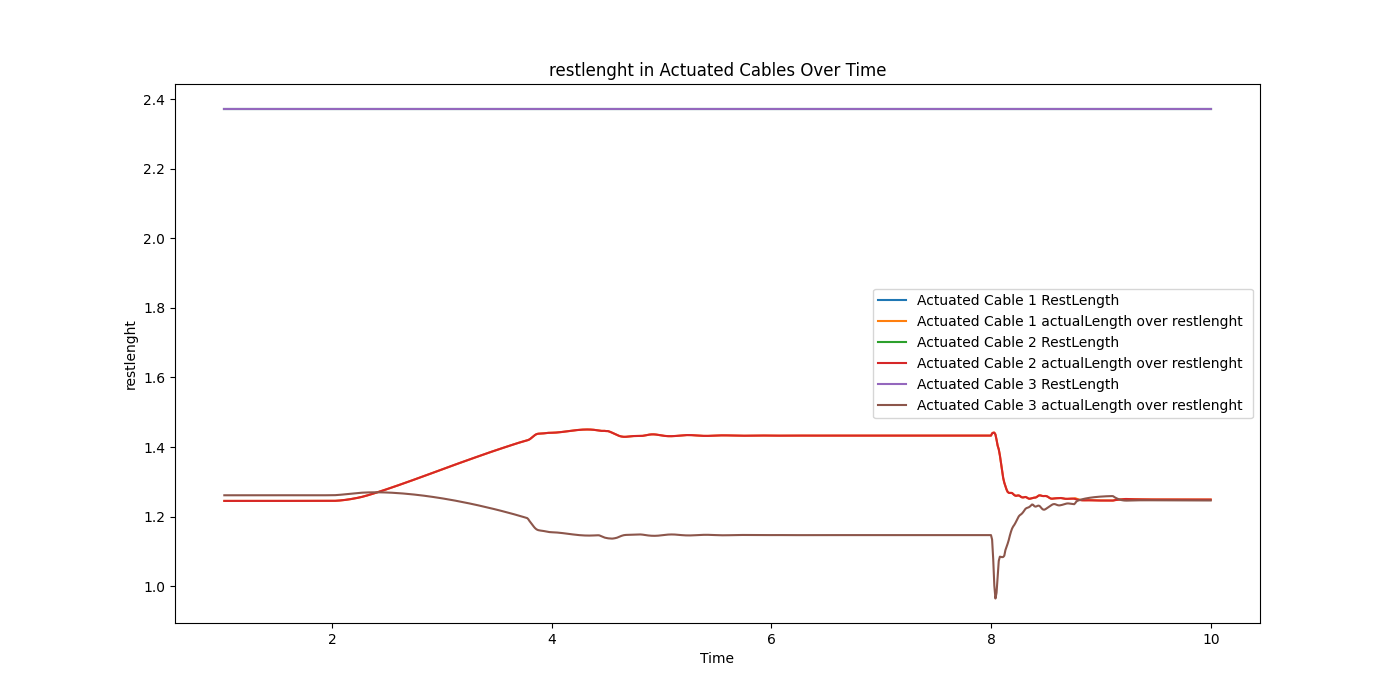 restlenght in Actuated Cables Over Time
2.4
2.2
2.0
1.8
1.6
1.4
1.2
1.0
restlenght
Actuated Cable 1 RestLength
Actuated Cable 1 actualLength over restlenght
Actuated Cable 2 RestLength
Actuated Cable 2 actualLength over restlenght
Actuated Cable 3 RestLength
Actuated Cable 3 actualLength over restlenght
2 4 6 8 10
Time